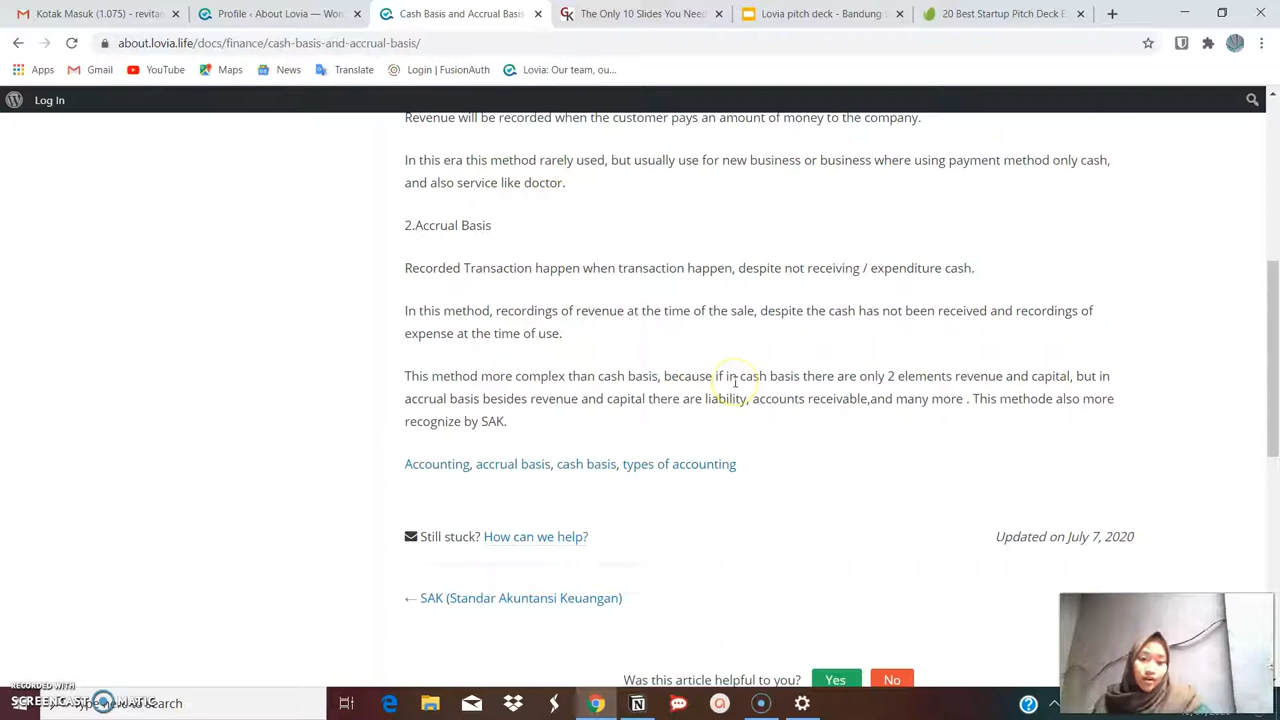 Kotak Masuk (1.075) - revitan
Profile ‹ About Lovia — Wor
Cash Basis and Accrual Basis
The Only 10 Slides You Nee
Lovia pitch deck - Bandung
20 Best Startup Pitch Deck E
about.lovia.life/docs/finance/cash-basis-and-accrual-basis/
Apps Gmail YouTube Maps News Translate Login | FusionAuth Lovia: Our team, ou...
Log In
Revenue will be recorded when the customer pays an amount of money to the company.
In this era this method rarely used, but usually use for new business or business where using payment method only cash,
and also service like doctor.
2.Accrual Basis
Recorded Transaction happen when transaction happen, despite not receiving / expenditure cash.
In this method, recordings of revenue at the time of the sale, despite the cash has not been received and recordings of
expense at the time of use.
This method more complex than cash basis, because if in cash basis there are only 2 elements revenue and capital, but in
accrual basis besides revenue and capital there are liability, accounts receivable,and many more . This methode also more
recognize by SAK.
Accounting, accrual basis, cash basis, types of accounting
Still stuck? How can we help?
Updated on July 7, 2020
← SAK (Standar Akuntansi Keuangan)
Was this article helpful to you? Yes No
RECORDED WITH
SCREENCAST MATIC
here to search